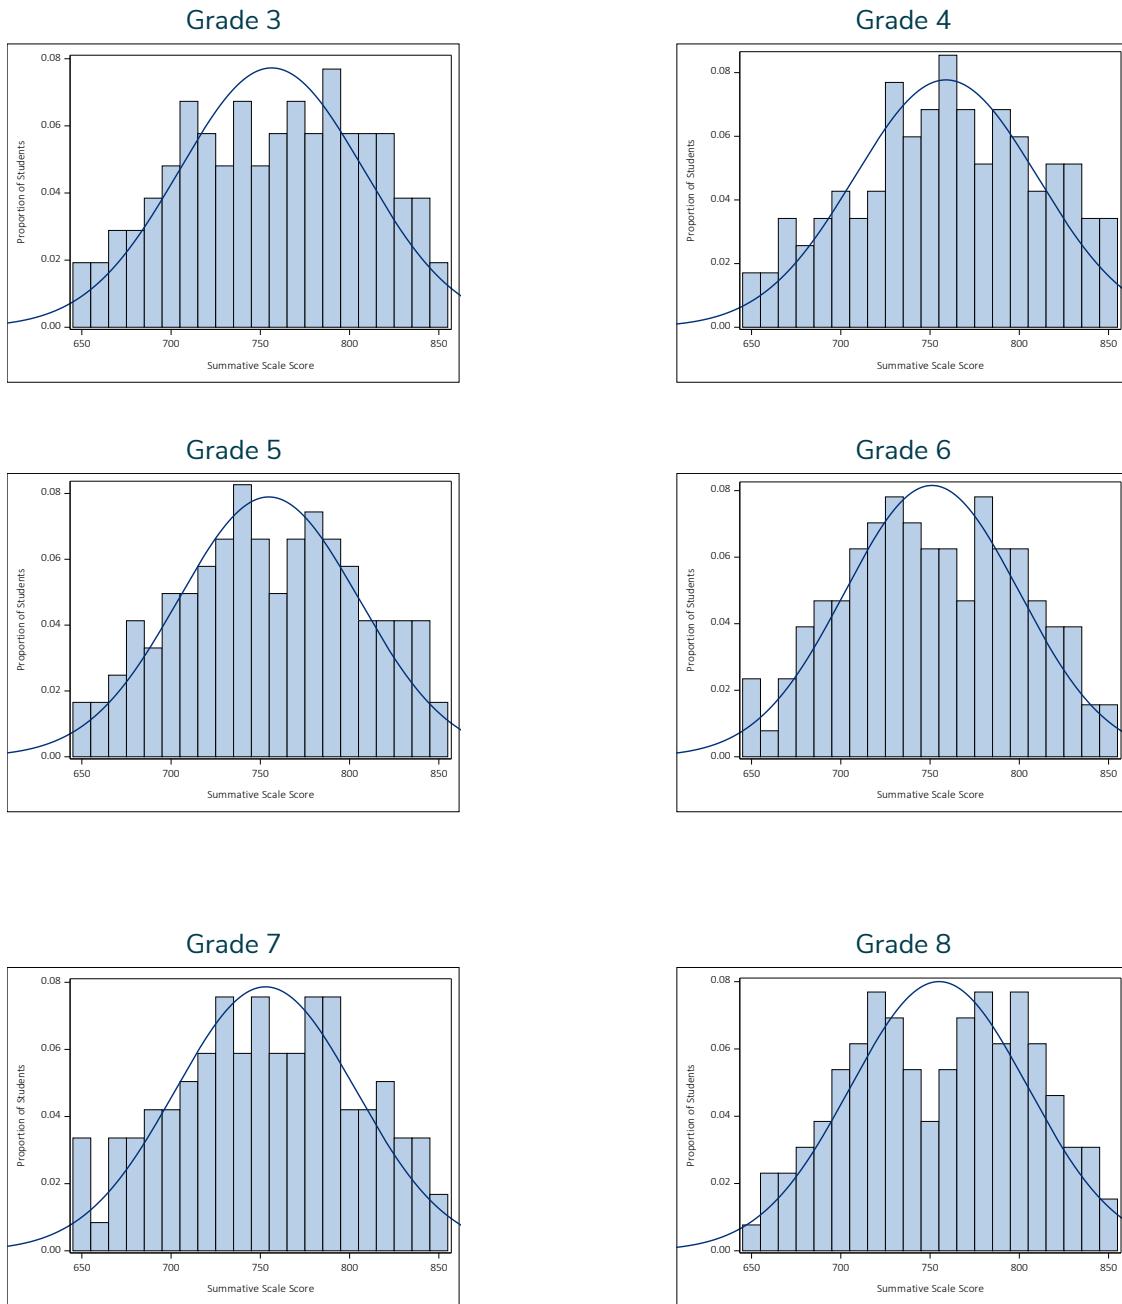 Grade 3
0.08
0.06
0.04
0.02
0.00
Proportion of Students
650 700 750 800 850
Summative Scale Score
Grade 4
0.08
0.06
0.04
0.02
0.00
Proportion of Students
650 700 750 800 850
Summative Scale Score
Grade 5
0.08
0.06
0.04
0.02
0.00
Proportion of Students
650 700 750 800 850
Summative Scale Score
Grade 6
0.08
0.06
0.04
0.02
0.00
Proportion of Students
650 700 750 800 850
Summative Scale Score
Grade 7
0.08
0.06
0.04
0.02
0.00
Proportion of Students
650 700 750 800 850
Summative Scale Score
Grade 8
0.08
0.06
0.04
0.02
0.00
Proportion of Students
650 700 750 800 850
Summative Scale Score